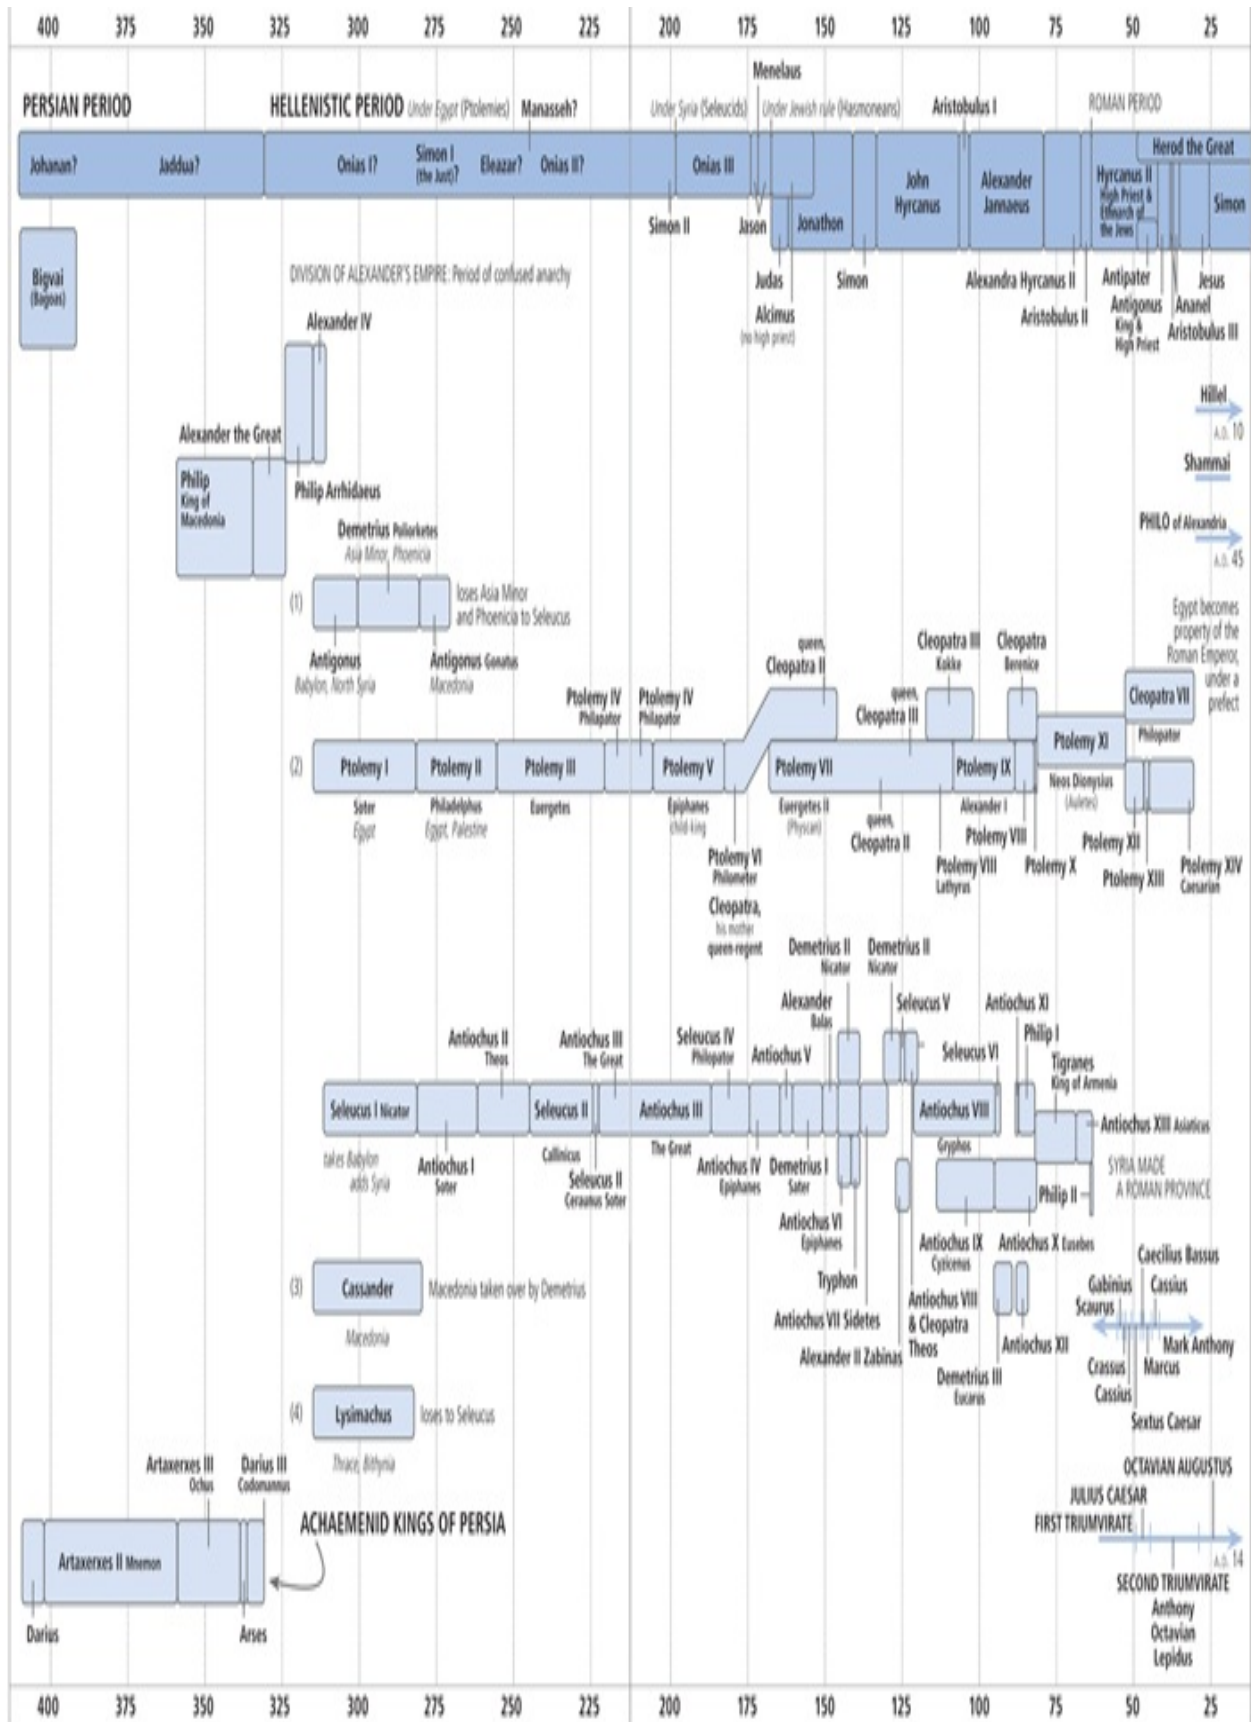 400 375 350 325 300 275 250 225 200 175 150 125 100 75 50 25
Menelaus
PERSIAN PERIOD
HELLENISTIC PERIOD Under Egypt (Ptolemies)
Manasseh?
Under Syria (Seleucids)
Under Jewish rule (Hasmoneans)
Aristobulus I
ROMAN PERIOD
Johanan?
Jaddua?
Onias I?
Simon I
(the Just)?
Eleazar?
Onias II?
Onias III
Jonathon
John
Hyrcanus
Alexander
Jannaeus
Hyrcanus II
High Priest &
Ethnarch of
the Jews
Herod the Great
Simon
Simon II
Jason
Judas
Alcimus
(no high priest)
Simon
Alexandra Hyrcanus II
Aristobulus II
Antipater
Antigonus
King &
High Priest
Ananel
Aristobulus III
Jesus
Bigvai
(Bagoas)
DIVISION OF ALEXANDER'S EMPIRE: Period of confused anarchy
Alexander IV
Alexander the Great
Philip
King of
Macedonia
Philip Arrhidaeus
Hillel
A.D. 10
Shammai
PHILO of Alexandria
A.D. 45
Demetrius Poliorketes
Asia Minor, Phoenicia
(1)
loses Asia Minor
and Phoenicia to Seleucus
Antigonus
Babylon, North Syria
Antigonus Gonatus
Macedonia
Egypt becomes
property of the
Roman Emperor,
under a
prefect
queen,
Cleopatra II
Cleopatra III
Kokke
Cleopatra
Berenice
Ptolemy IV
Philapator
Ptolemy IV
Philapator
queen,
Cleopatra III
Cleopatra VII
Philopator
(2)
Ptolemy I
Soter
Egypt
Ptolemy II
Philadelphus
Egypt, Palestine
Ptolemy III
Euergetes
Ptolemy V
Epiphanes
child-king
Ptolemy VII
Euergetes II
(Physcan)
Ptolemy IX
Alexander I
Ptolemy XI
Neos Dionysius
(Auletes)
Ptolemy VI
Philometer
Cleopatra,
his mother
queen-regent
queen,
Cleopatra II
Ptolemy VIII
Ptolemy VIII
Lathyrus
Ptolemy X
Ptolemy XII
Ptolemy XIII
Ptolemy XIV
Caesarian
Demetrius II
Nicator
Demetrius II
Nicator
Alexander
Balas
Seleucus V
Antiochus XI
Philip I
Antiochus II
Theos
Antiochus III
The Great
Seleucus IV
Philopator
Antiochus V
Seleucus VI
Tigranes
King of Armenia
Seleucus I Nicator
takes Babylon
adds Syria
Antiochus I
Soter
Seleucus II
Callinicus
Seleucus II
Ceraunus Soter
Antiochus III
The Great
Antiochus IV
Epiphanes
Demetrius I
Sater
Antiochus VI
Epiphanes
Tryphon
Antiochus VII Sidetes
Alexander II Zabinas
Antiochus VIII
Gryphos
Antiochus VIII
& Cleopatra
Theos
Antiochus XIII Asiaticus
SYRIA MADE
A ROMAN PROVINCE
Philip II
Antiochus IX
Cyzicenus
Antiochus X Eusebes
Demetrius III
Eucarus
Antiochus XII
(3)
Cassander
Macedonia
Macedonia taken over by Demetrius
Caecilius Bassus
Gabinius
Cassius
Scaurus
Mark Anthony
Crassus
Marcus
Cassius
Sextus Caesar
(4)
Lysimachus
Thrace, Bithynia
loses to Seleucus
Artaxerxes III
Ochus
Darius III
Codomannus
ACHAEMENID KINGS OF PERSIA
Artaxerxes II Mnemon
Darius
Arses
OCTAVIAN AUGUSTUS
JULIUS CAESAR
FIRST TRIUMVIRATE
A.D. 14
SECOND TRIUMVIRATE
Anthony
Octavian
Lepidus
400 375 350 325 300 275 250 225 200 175 150 125 100 75 50 25